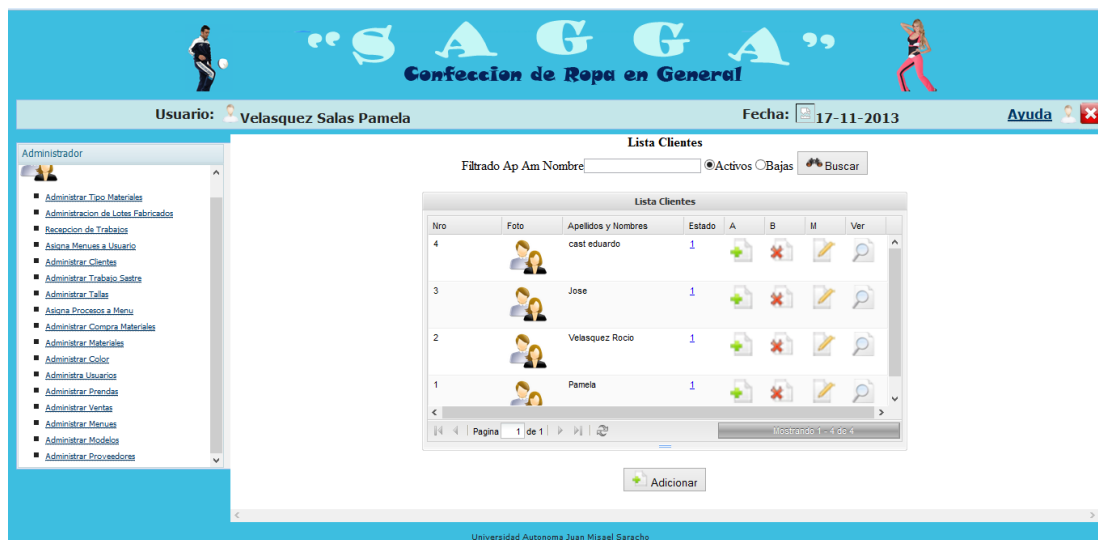 “S A G G A”
Confeccion de Ropa en General
Usuario: Velasquez Salas Pamela Fecha: 17-11-2013 Ayuda
Administrador
Administrar Tipo Materiales
Administracion de Lotes Fabricados
Recepcion de Trabajos
Asigna Menues a Usuario
Administrar Clientes
Administrar Trabajo Sastre
Administrar Tallas
Asigna Procesos a Menu
Administrar Compra Materiales
Administrar Materiales
Administrar Color
Administra Usuarios
Administrar Prendas
Administrar Ventas
Administrar Menues
Administrar Modelos
Administrar Proveedores
Lista Clientes
Filtrado Ap Am Nombre Activos Bajas Buscar
Lista Clientes
Nro Foto Apellidos y Nombres Estado A B M Ver
4 cast eduardo 1
3 Jose 1
2 Velasquez Rocio 1
1 Pamela 1
Pagina 1 de 1 Mostrando 1 - 4 de 4
Adicionar
Universidad Autonoma Juan Misael Saracho